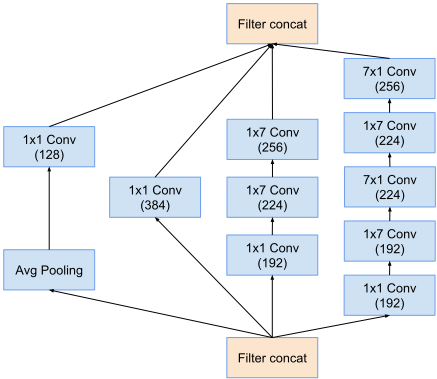 Filter concat
7x1 Conv
(256)
1x1 Conv
(128)
1x7 Conv
(256)
1x7 Conv
(224)
1x1 Conv
(384)
1x7 Conv
(224)
7x1 Conv
(224)
1x1 Conv
(192)
1x7 Conv
(192)
Avg Pooling
1x1 Conv
(192)
Filter concat